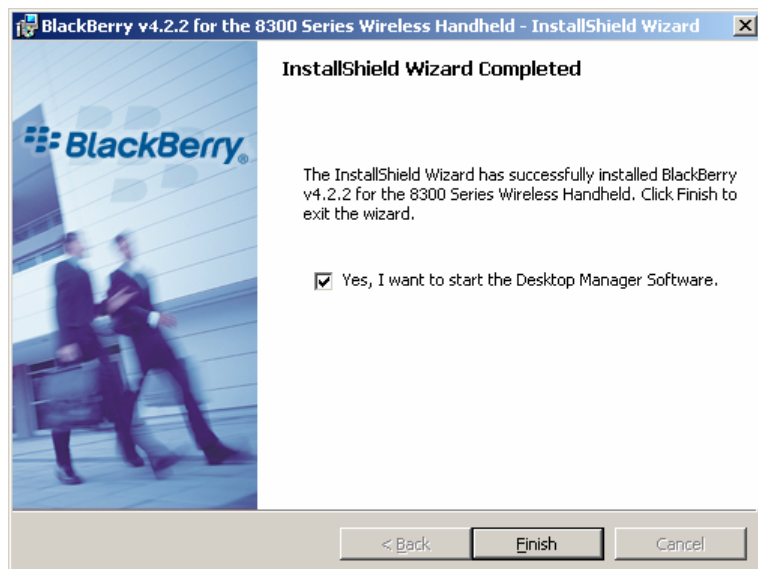 BlackBerry v4.2.2 for the 8300 Series Wireless Handheld - InstallShield Wizard
InstallShield Wizard Completed
BlackBerry®
The InstallShield Wizard has successfully installed BlackBerry
v4.2.2 for the 8300 Series Wireless Handheld. Click Finish to
exit the wizard.
Yes, I want to start the Desktop Manager Software.
< Back
Finish
Cancel